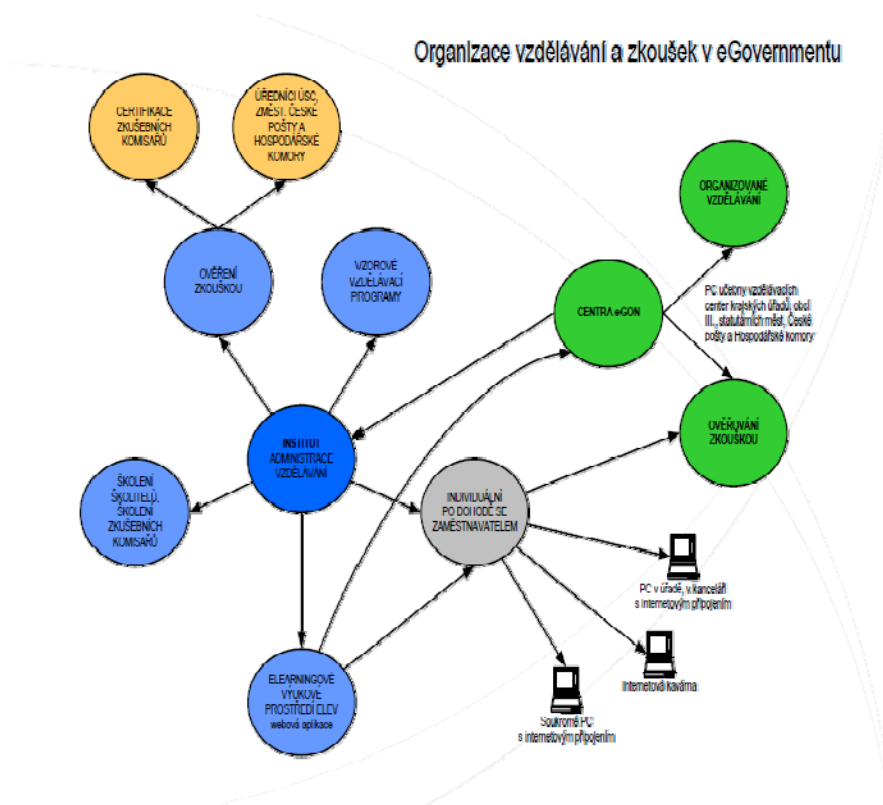 Organizace vzdělávání a zkoušek v eGovernmentu
CERTIFIKACE
ZKUŠEBNÍCH
KOMISAŘŮ
ÚŘEDNÍCI ÚSC,
ZMĚST. ČESKÉ
POŠTY A
HOSPODÁŘSKÉ
KOMORY
ORGANIZOVANÉ
VZDĚLÁVÁNÍ
OVĚŘENÍ
ZKOUŠKOU
VZOROVÉ
VZDĚLÁVACÍ
PROGRAMY
CENTRA eGON
PC učebny vzdělávacích
center krajských úřadů, obcí
III., statutárních měst, České
pošty a Hospodářské komory
OVĚŘOVÁNÍ
ZKOUŠKOU
INSTITUT
ADMINISTRACE
VZDĚLÁVÁNÍ
ŠKOLENÍ
ŠKOLITELŮ,
ŠKOLENÍ
ZKUŠEBNÍCH
KOMISAŘŮ
INDIVIDUÁLNÍ
PO DOHODĚ SE
ZAMĚSTNAVATELEM
PC v úřadě, v kanceláři
s internetovým připojením
Internetová kavárna
Soukromé PC
s internetovým připojením
ELEARNINGOVÉ
VÝUKOVÉ
PROSTŘEDÍ ELEV
webová aplikace